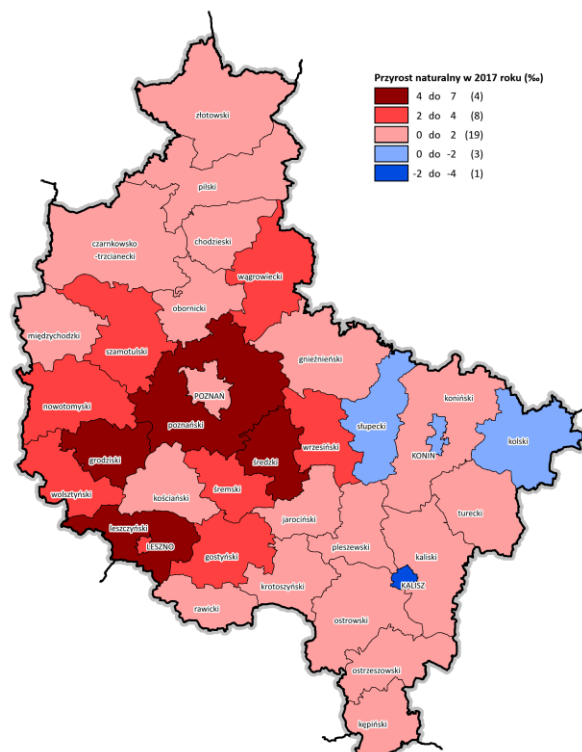 Przyrost naturalny w 2017 roku (‰)
4 do 7 (4)
2 do 4 (8)
0 do 2 (19)
0 do -2 (3)
-2 do -4 (1)
złotowski
pilski
chodzieski
czarnkowsko
-trzcianecki
wągrowiecki
obornicki
międzychodzki
szamotulski
gnieźnieński
POZNAŃ
koniński
nowotomyski
poznański
słupecki
wrzesiński
kolski
grodziski
średzki
KONIN
wolsztyński
kościański
śremski
turecki
leszczyński
jarociński
LESZNO
pleszewski
kaliski
gostyński
krotoszyński
KALISZ
rawicki
ostrowski
ostrzeszowski
kępiński